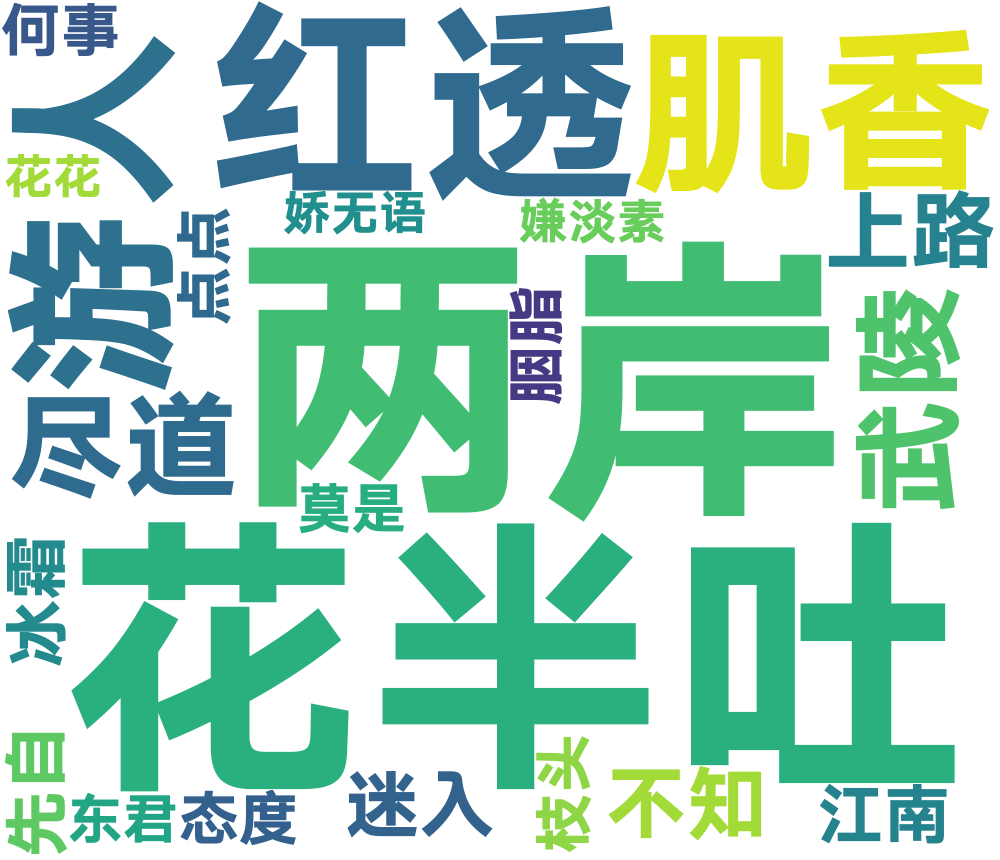 何事
人
红透
肌香
花花
娇无语
嫌淡素
上路
游
点点
两岸
胭脂
武陵
尽
道
莫是
冰霜
花半吐
先自
东君
态度
迷入
枝头
不知
江南